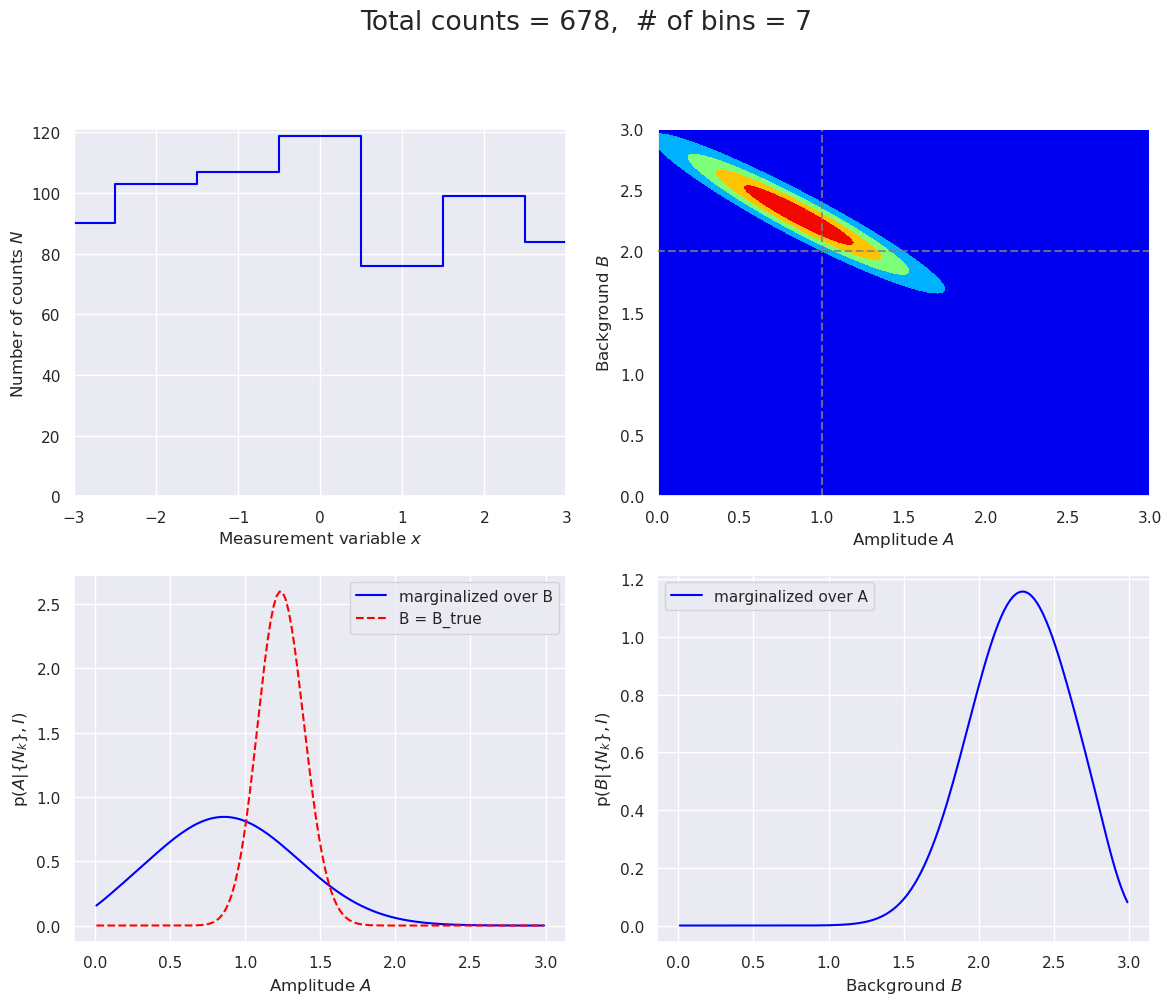 Total counts = 678,  # of bins = 7
120
100
80
60
40
20
0
Number of counts N
−3 −2 −1 0 1 2 3
Measurement variable x
3.0
2.5
2.0
1.5
1.0
0.5
0.0
Background B
0.0 0.5 1.0 1.5 2.0 2.5 3.0
Amplitude A
2.5
2.0
1.5
1.0
0.5
0.0
p(A|{N_k}, I)
marginalized over B
B = B_true
0.0 0.5 1.0 1.5 2.0 2.5 3.0
Amplitude A
1.2
1.0
0.8
0.6
0.4
0.2
0.0
p(B|{N_k}, I)
marginalized over A
0.0 0.5 1.0 1.5 2.0 2.5 3.0
Background B